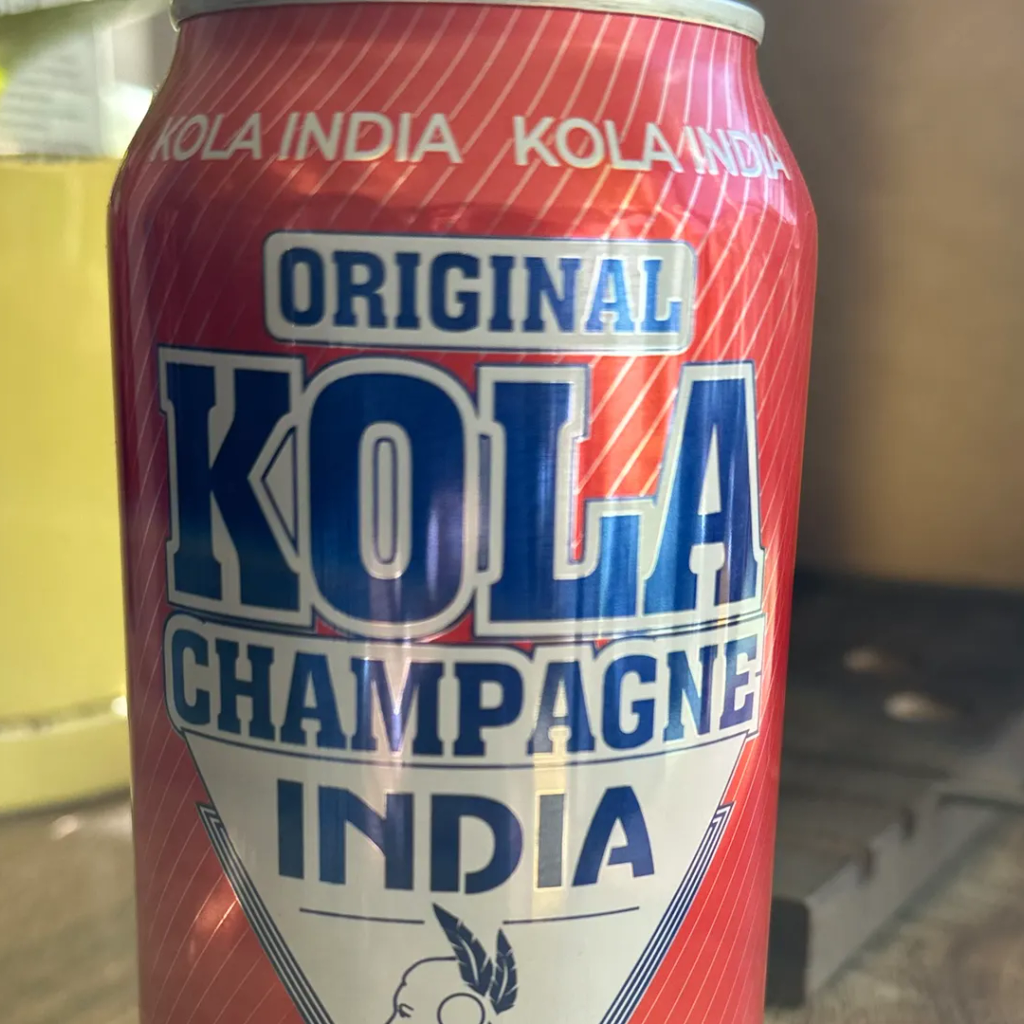 KOLA INDIA KOLA INDIA
ORIGINAL
KOLA
CHAMPAGNE
INDIA